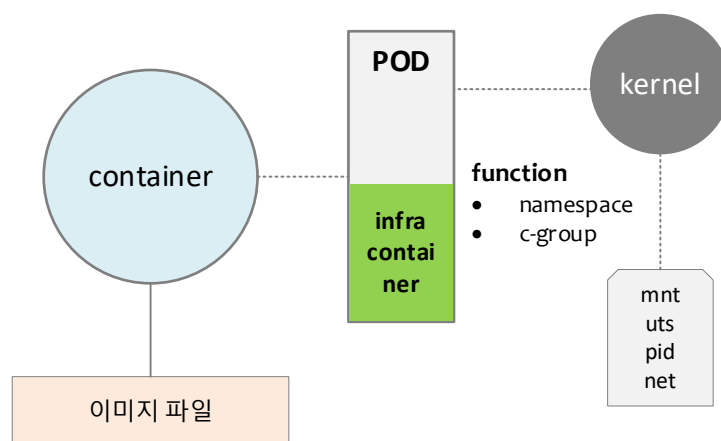 POD
kernel
container
function
• namespace
• c-group
infra
contai
ner
mnt
uts
pid
net
이미지 파일